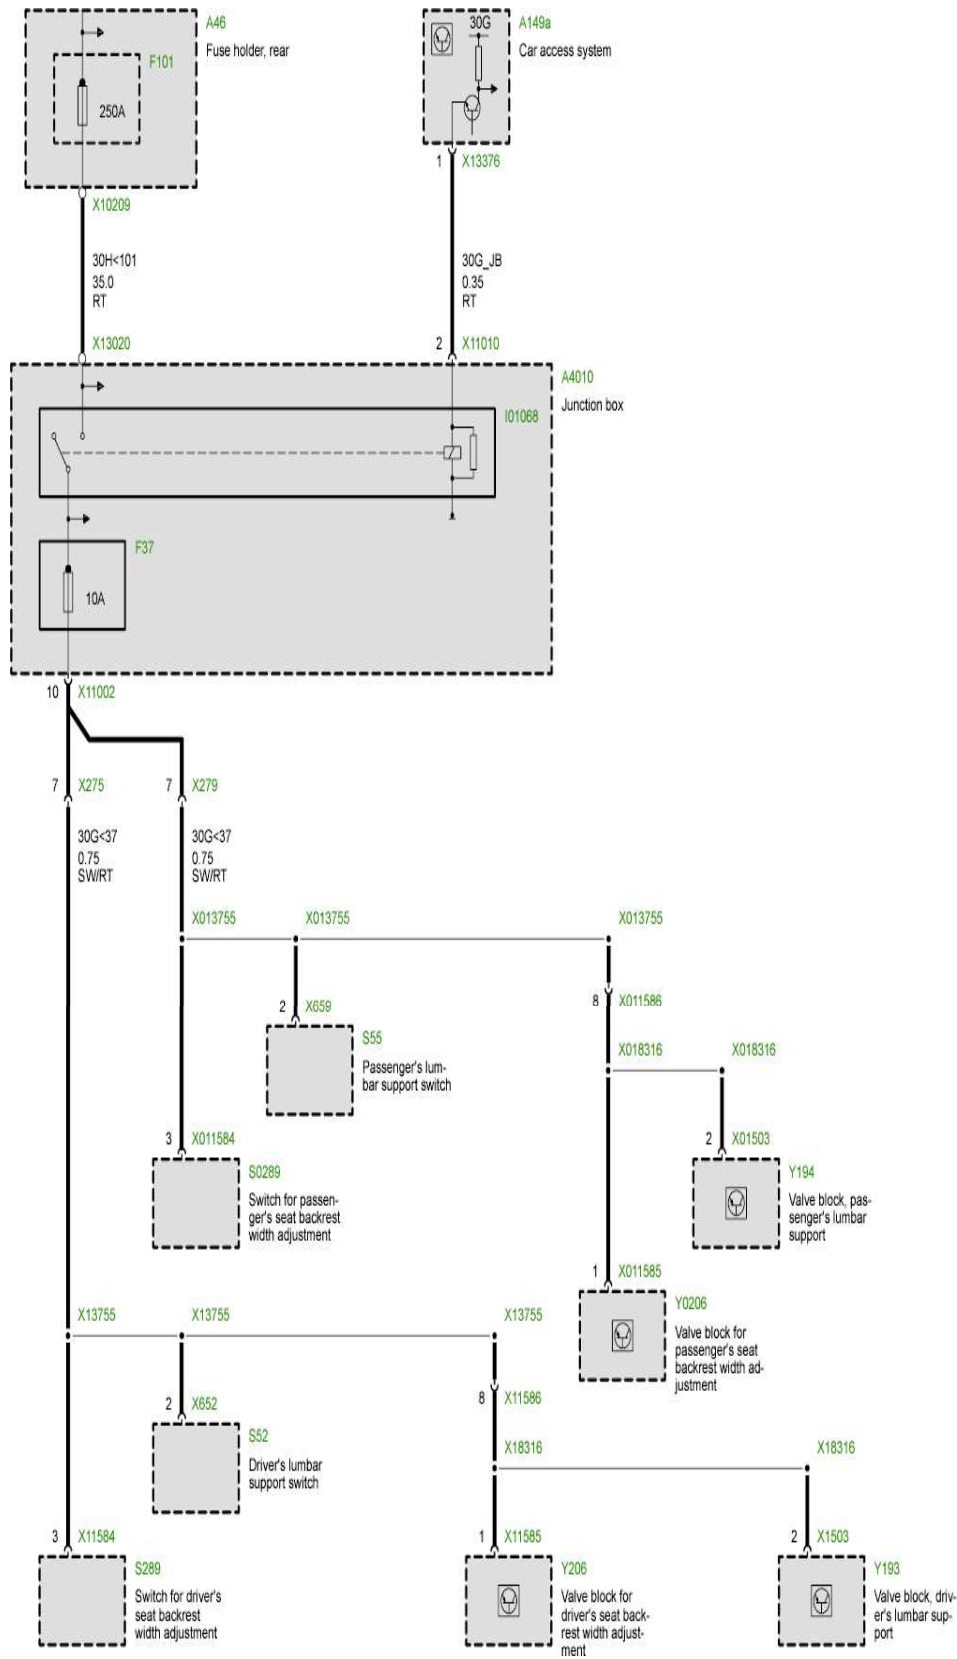 A46
Fuse holder, rear
F101
250A
30G
A149a
Car access system
1 X13376
X10209
30H<101
35.0
RT
30G_JB
0.35
RT
X13020
2 X11010
A4010
Junction box
I01068
F37
10A
10 X11002
7 X275
7 X279
30G<37
0.75
SW/RT
30G<37
0.75
SW/RT
X013755
X013755
X013755
2 X659
8 X011586
S55
Passenger's lum-
bar support switch
X018316
X018316
3 X011584
2 X01503
S0289
Switch for passen-
ger's seat backrest
width adjustment
Y194
Valve block, pas-
senger's lumbar
support
1 X011585
Y0206
Valve block for
passenger's seat
backrest width ad-
justment
X13755
X13755
X13755
2 X652
8 X11586
S52
Driver's lumbar
support switch
X18316
X18316
3 X11584
1 X11585
2 X1503
S289
Switch for driver's
seat backrest
width adjustment
Y206
Valve block for
driver's seat back-
rest width adjust-
ment
Y193
Valve block, driv-
er's lumbar sup-
port